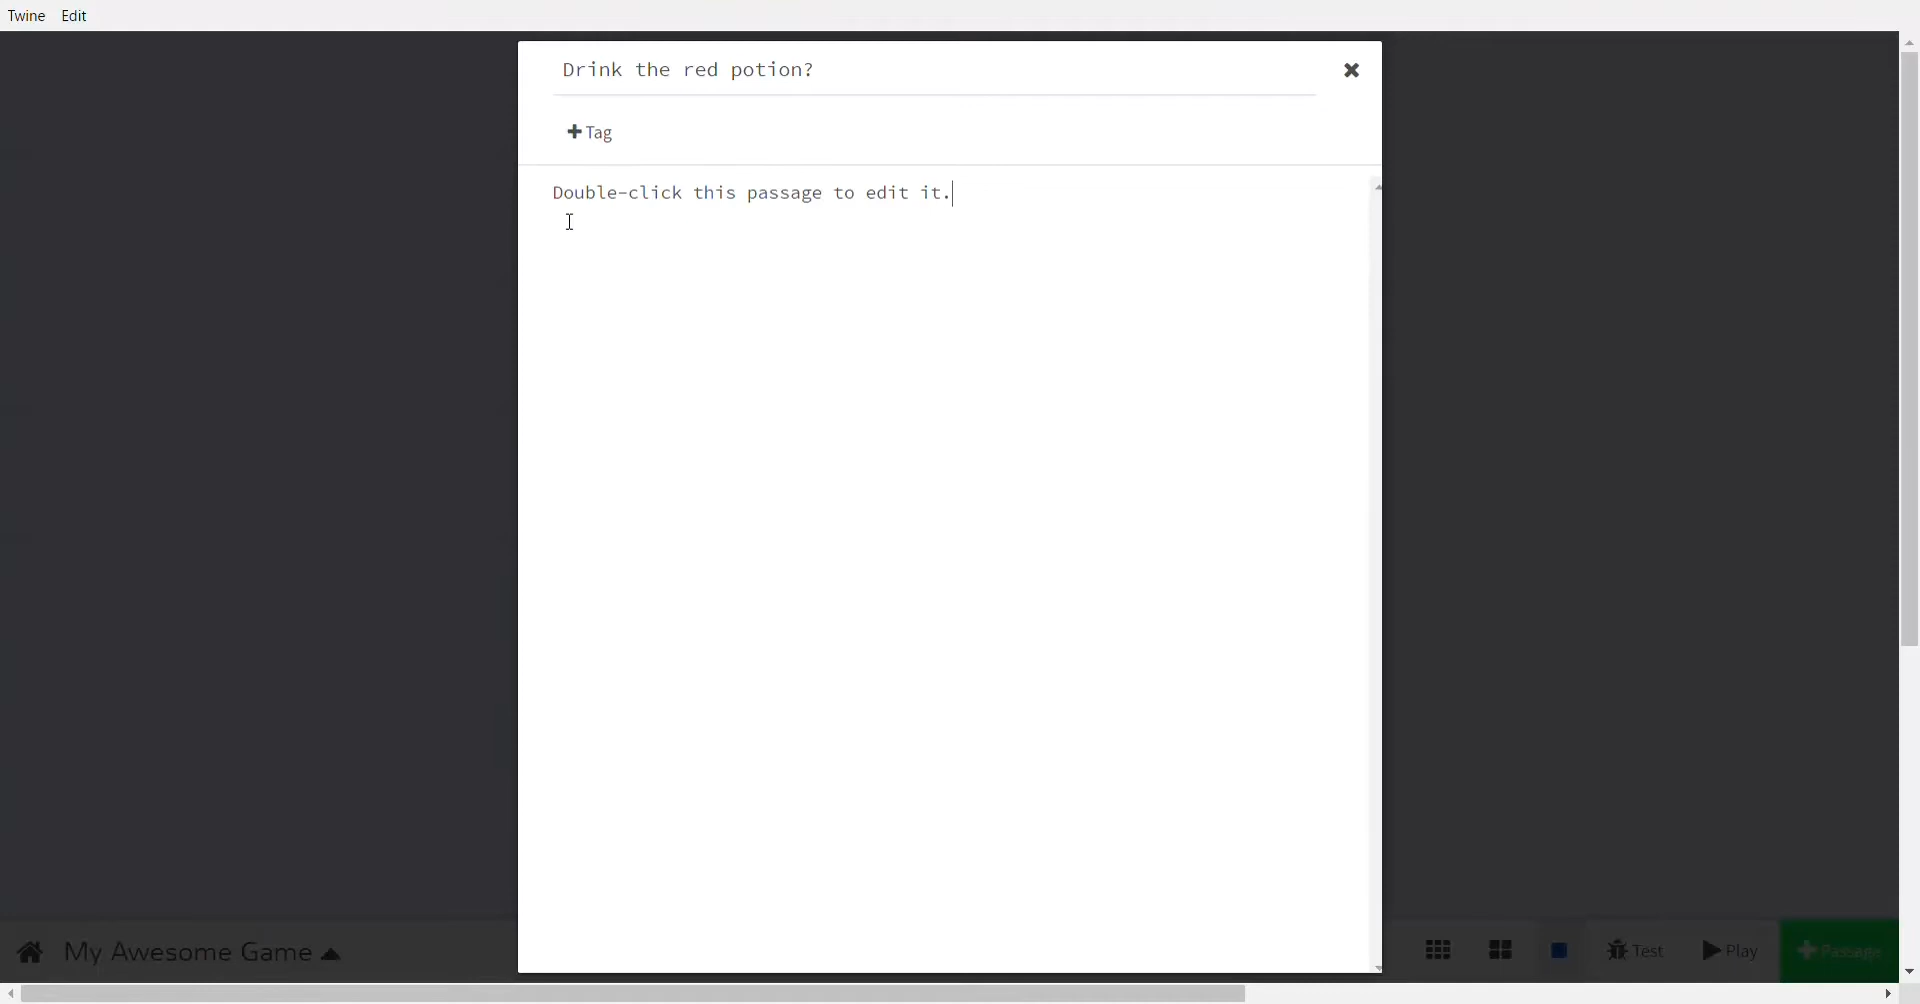 Twine Edit
Drink the red potion?
Tag
Double-click this passage to edit it.
My Awesome Game
Test
Play
Passage